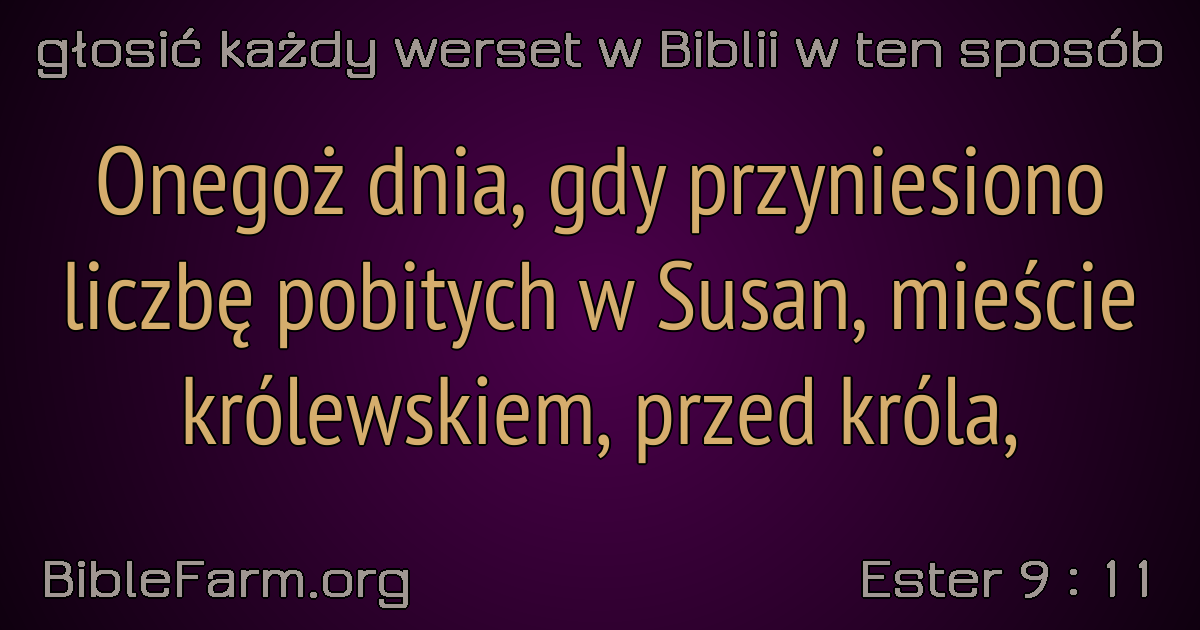 głosić każdy werset w Biblii w ten sposób
Onegoż dnia, gdy przyniesiono
liczbę pobitych w Susan, mieście
królewskiem, przed króla,
BibleFarm.org
Ester 9 : 11